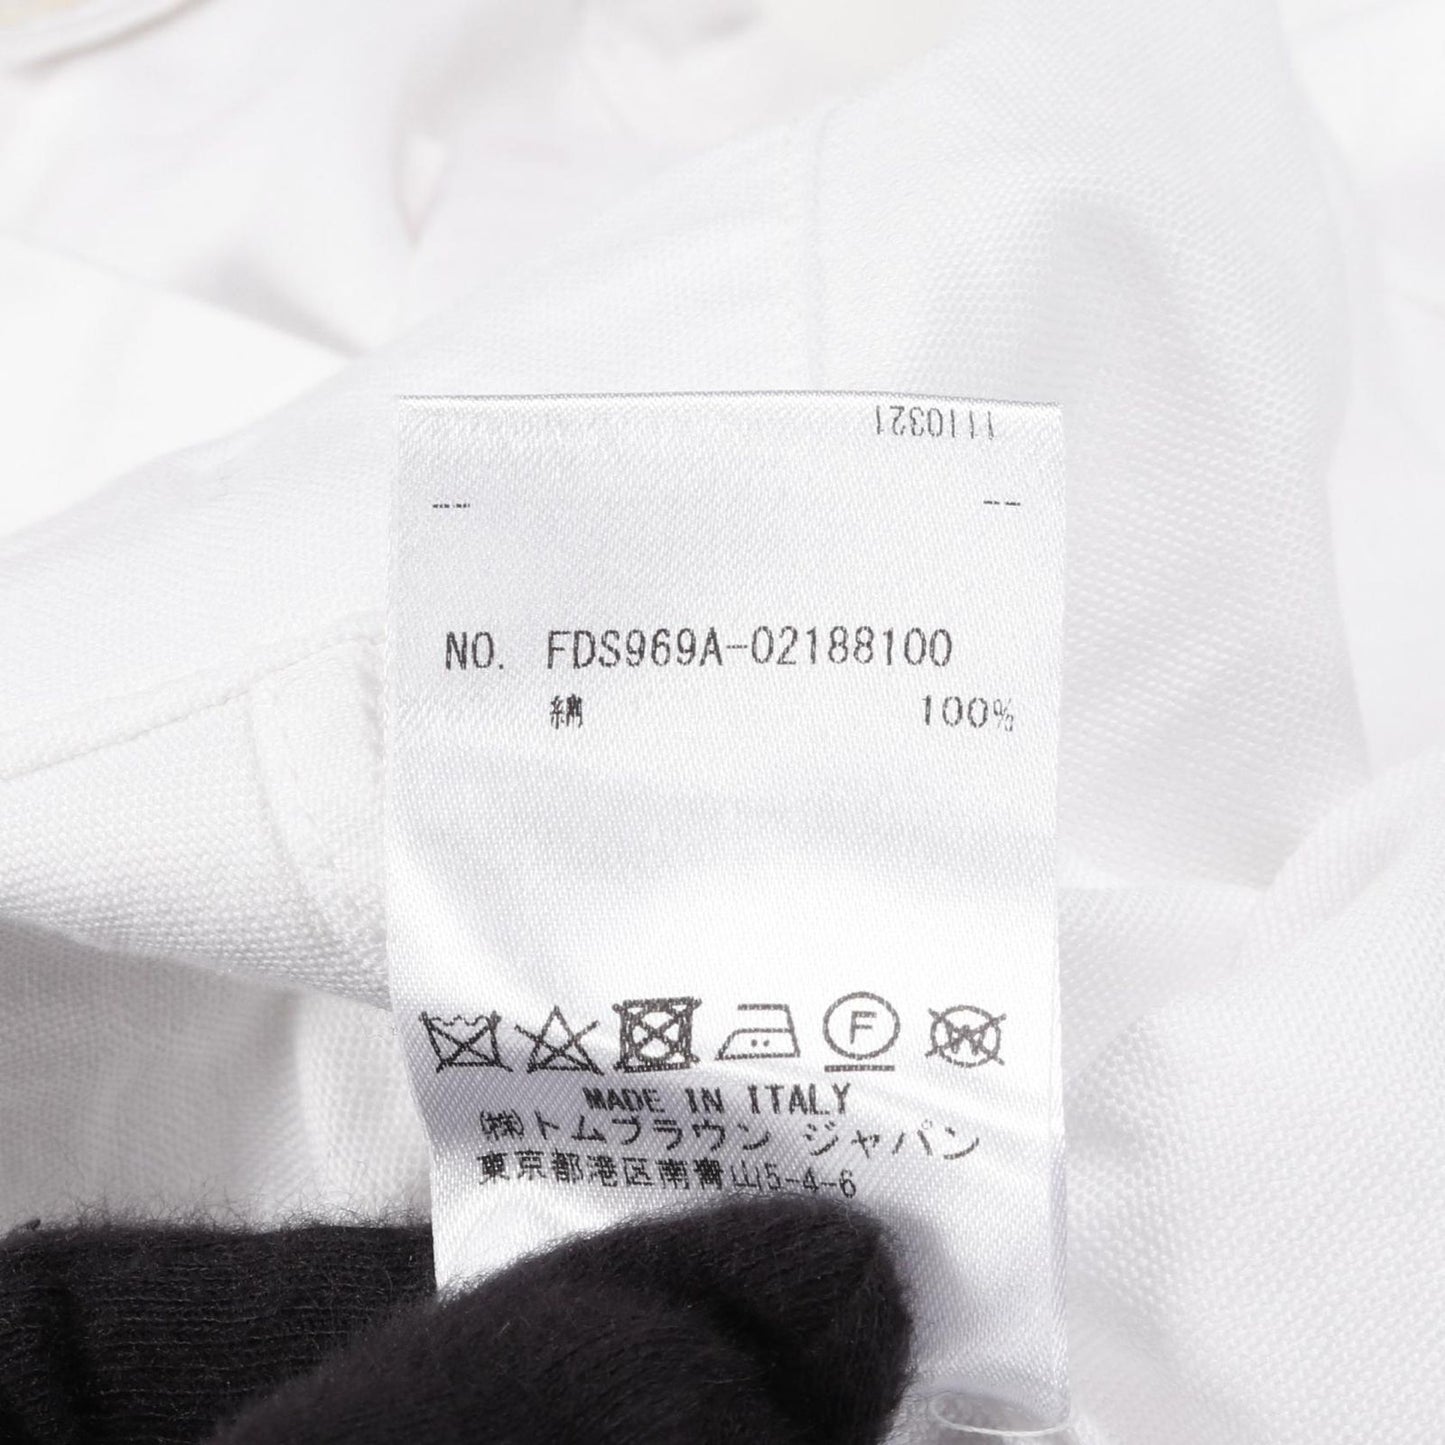 1110321
NO. FDS969A-02188100
綿 100%
F W
MADE IN ITALY
(株)トムブラウン ジャパン
東京都港区南青山5-4-6